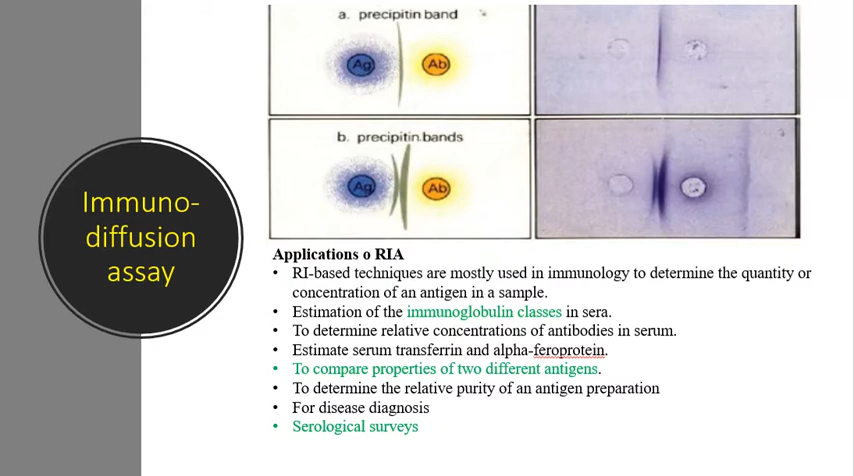 Immuno-
diffusion
assay
a. precipitin band
Ag
Ab
b. precipitin bands
Ag
Ab
Applications o RIA
• RI-based techniques are mostly used in immunology to determine the quantity or
concentration of an antigen in a sample.
• Estimation of the immunoglobulin classes in sera.
• To determine relative concentrations of antibodies in serum.
• Estimate serum transferrin and alpha-feroprotein.
• To compare properties of two different antigens.
• To determine the relative purity of an antigen preparation
• For disease diagnosis
• Serological surveys